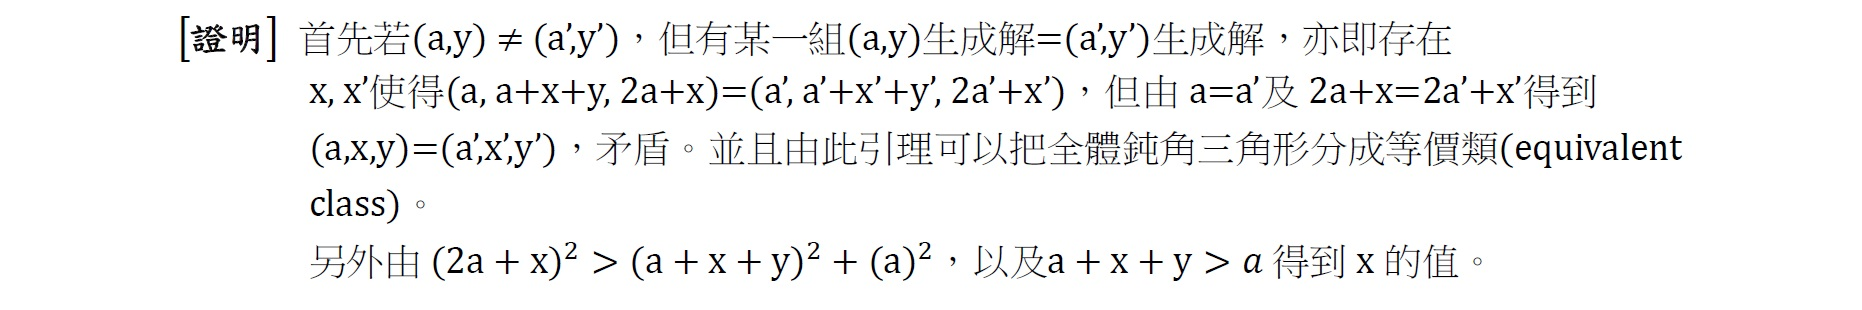 [證明] 首先若(a,y) ≠ (a’,y’)，但有某一組(a,y)生成解=(a’,y’)生成解，亦即存在
x, x’使得(a, a+x+y, 2a+x)=(a’, a’+x’+y’, 2a’+x’)，但由 a=a’及 2a+x=2a’+x’得到
(a,x,y)=(a’,x’,y’)，矛盾。並且由此引理可以把全體鈍角三角形分成等價類(equivalent
class)。
另外由 (2a + x)² > (a + x + y)² + (a)²，以及a + x + y > a 得到 x 的值。